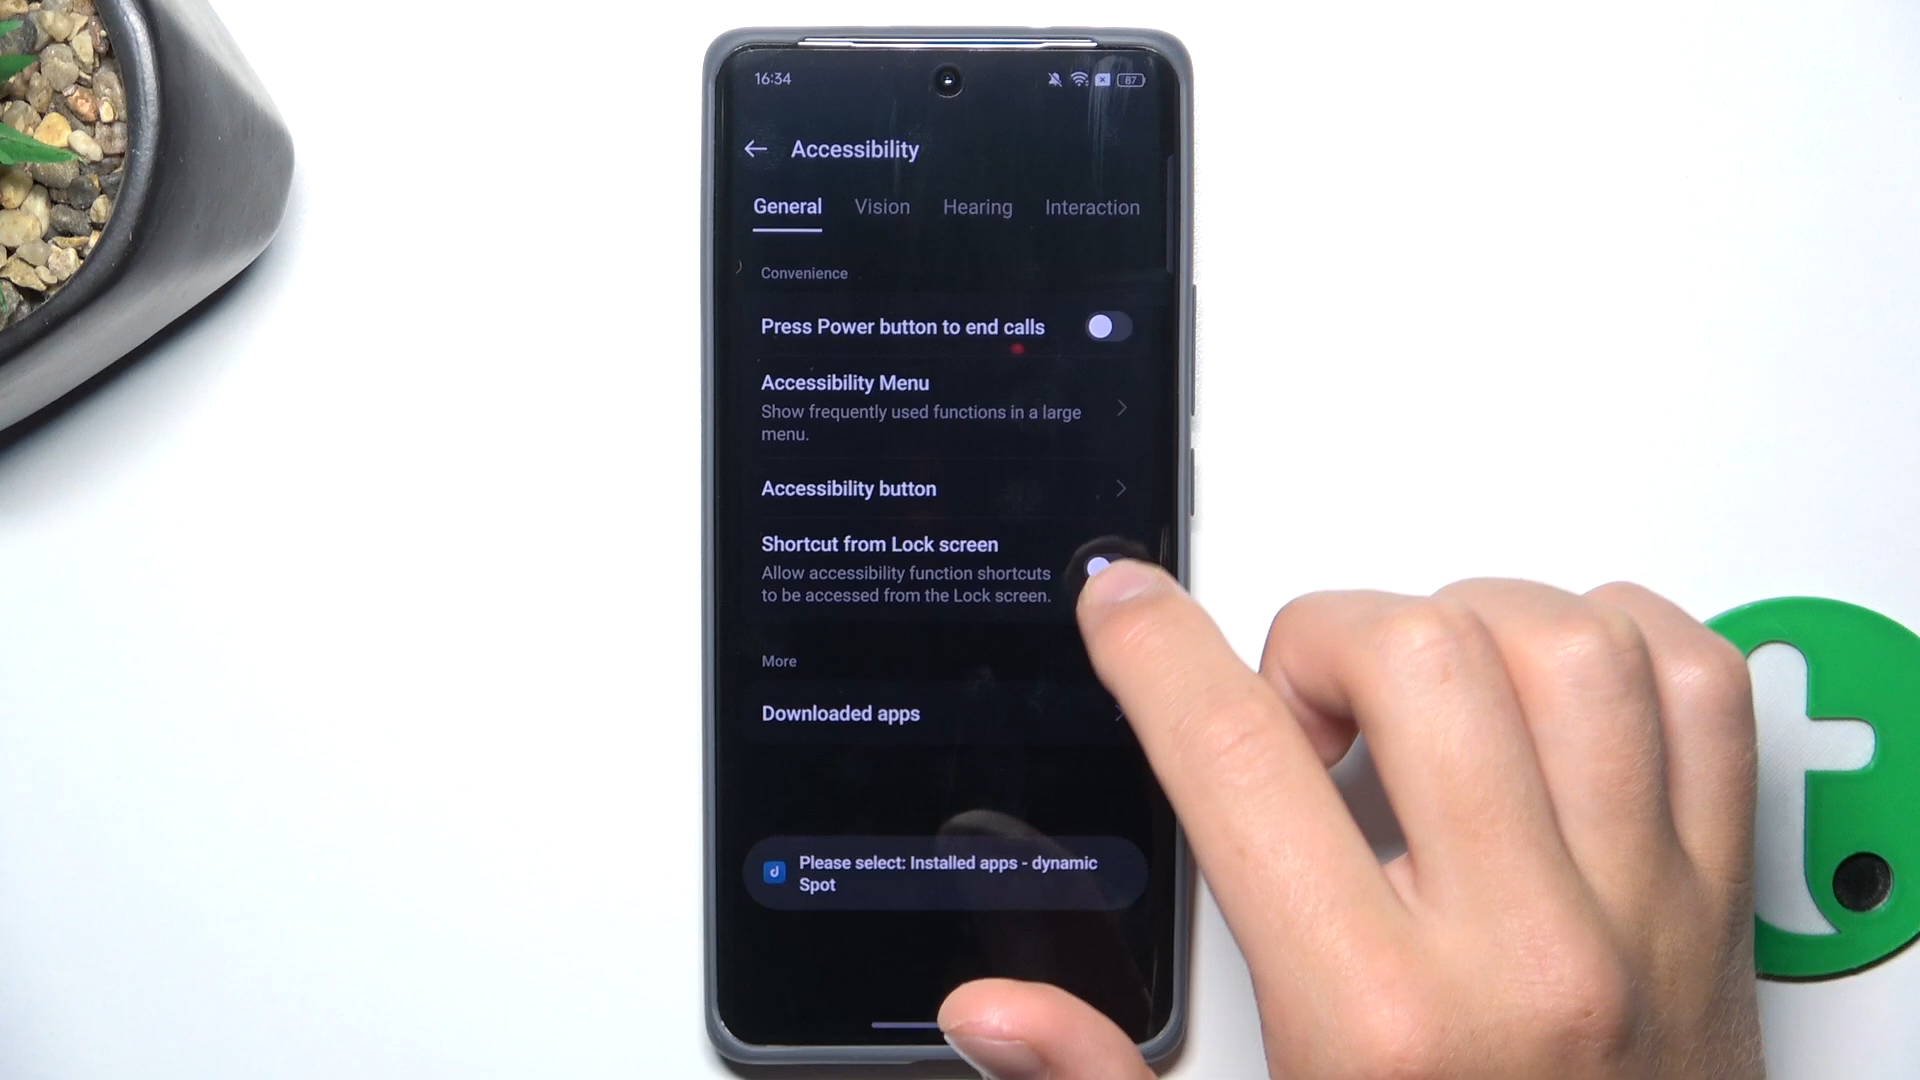 16:34
87
Accessibility
General Vision Hearing Interaction
Convenience
Press Power button to end calls
Accessibility Menu
Show frequently used functions in a large
menu.
Accessibility button
Shortcut from Lock screen
Allow accessibility function shortcuts
to be accessed from the Lock screen.
More
Downloaded apps
Please select: Installed apps - dynamic
Spot